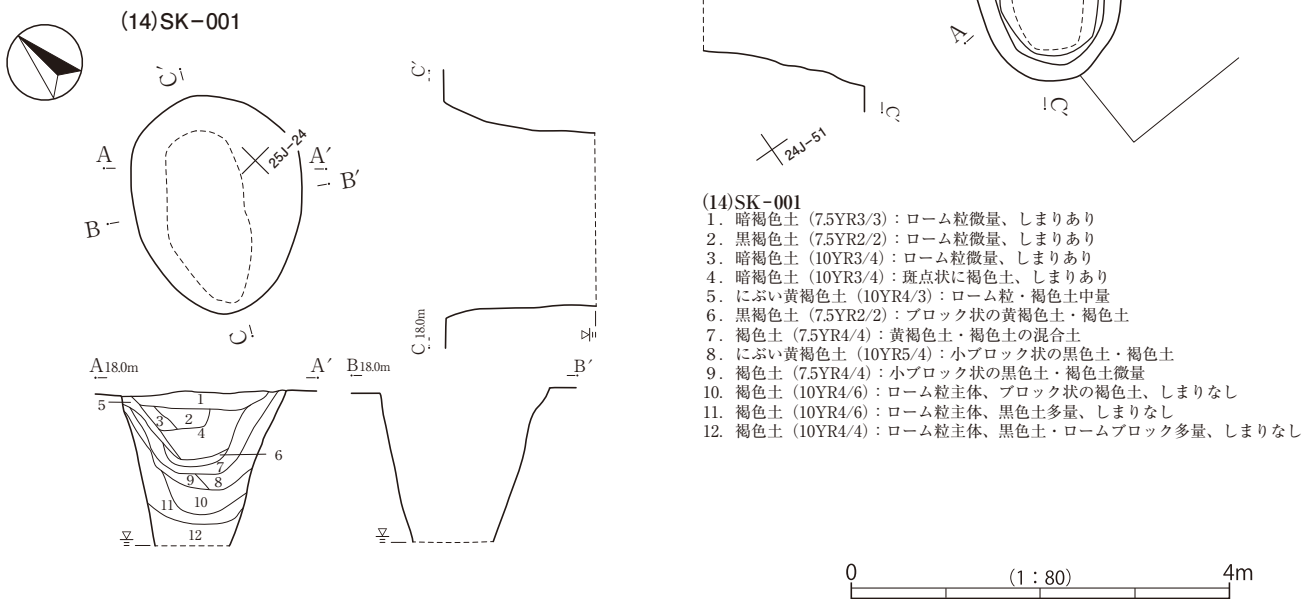 (14)SK-001
C′
A
A′
B
B′
25J-24
C
C′
C 18.0m
A 18.0m
A′
1
2
3
4
5
6
7
8
9
10
11
12
B 18.0m
B′
A
C′
C′
24J-51
(14)SK-001
1. 暗褐色土（7.5YR3/3）：ローム粒微量、しまりあり
2. 黒褐色土（7.5YR2/2）：ローム粒微量、しまりあり
3. 暗褐色土（10YR3/4）：ローム粒微量、しまりあり
4. 暗褐色土（10YR3/4）：斑点状に褐色土、しまりあり
5. にぶい黄褐色土（10YR4/3）：ローム粒・褐色土中量
6. 黒褐色土（7.5YR2/2）：ブロック状の黄褐色土・褐色土
7. 褐色土（7.5YR4/4）：黄褐色土・褐色土の混合土
8. にぶい黄褐色土（10YR5/4）：小ブロック状の黒色土・褐色土
9. 褐色土（7.5YR4/4）：小ブロック状の黒色土・褐色土微量
10. 褐色土（10YR4/6）：ローム粒主体、ブロック状の褐色土、しまりなし
11. 褐色土（10YR4/6）：ローム粒主体、黒色土多量、しまりなし
12. 褐色土（10YR4/4）：ローム粒主体、黒色土・ロームブロック多量、しまりなし
0 (1：80) 4m